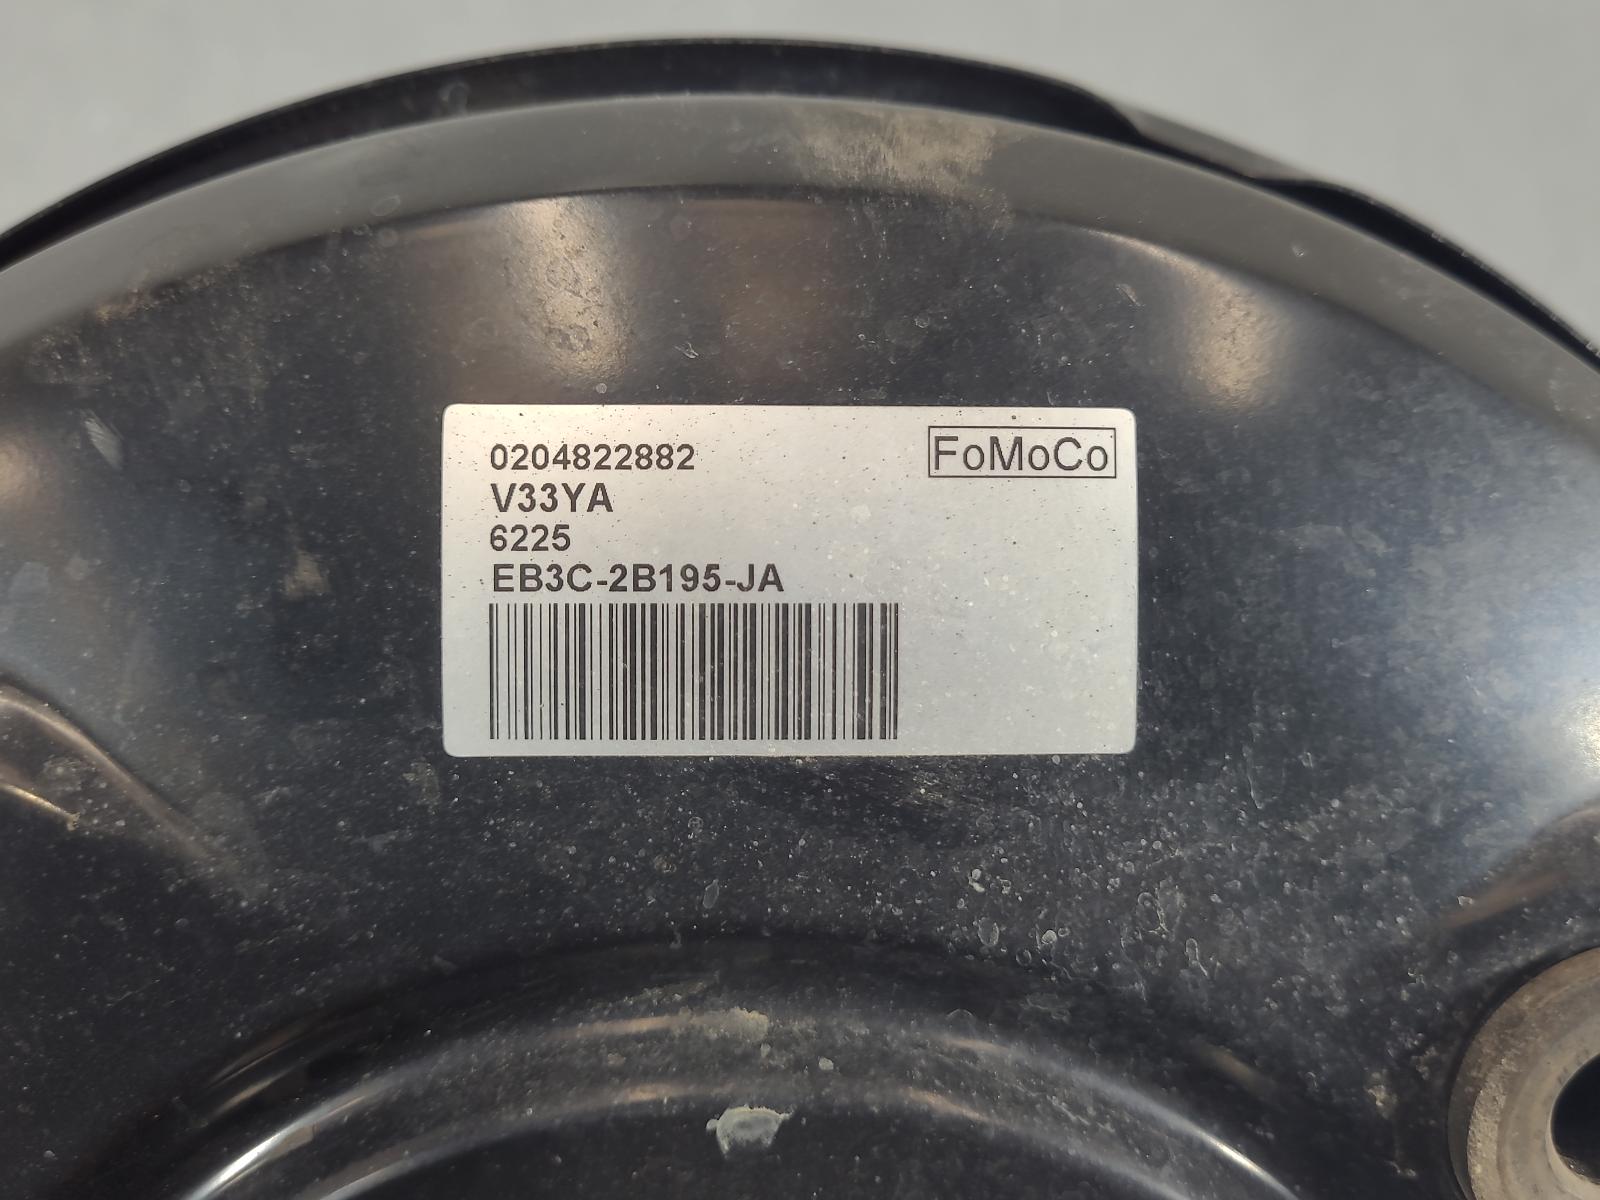 0204822882
FoMoCo
V33YA
6225
EB3C-2B195-JA